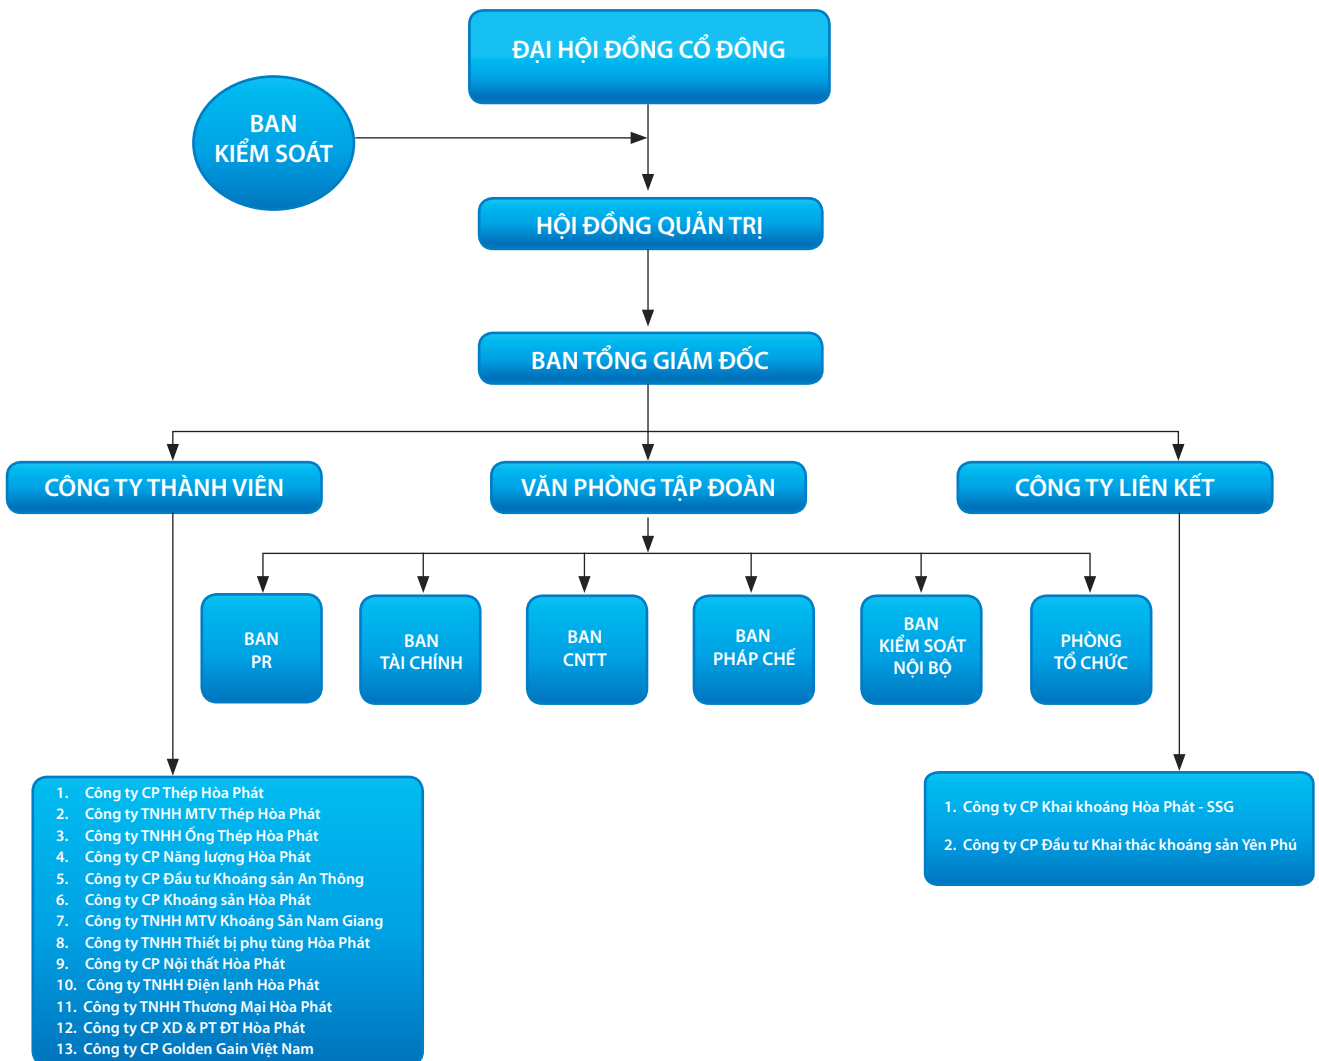 ĐẠI HỘI ĐỒNG CỔ ĐÔNG
BAN
KIỂM SOÁT
HỘI ĐỒNG QUẢN TRỊ
BAN TỔNG GIÁM ĐỐC
CÔNG TY THÀNH VIÊN
VĂN PHÒNG TẬP ĐOÀN
CÔNG TY LIÊN KẾT
BAN
PR
BAN
TÀI CHÍNH
BAN
CNTT
BAN
PHÁP CHẾ
BAN
KIỂM SOÁT
NỘI BỘ
PHÒNG
TỔ CHỨC
1. Công ty CP Thép Hòa Phát
2. Công ty TNHH MTV Thép Hòa Phát
3. Công ty TNHH Ống Thép Hòa Phát
4. Công ty CP Năng lượng Hòa Phát
5. Công ty CP Đầu tư Khoáng sản An Thông
6. Công ty CP Khoáng sản Hòa Phát
7. Công ty TNHH MTV Khoáng Sản Nam Giang
8. Công ty TNHH Thiết bị phụ tùng Hòa Phát
9. Công ty CP Nội thất Hòa Phát
10. Công ty TNHH Điện lạnh Hòa Phát
11. Công ty TNHH Thương Mại Hòa Phát
12. Công ty CP XD & PT ĐT Hòa Phát
13. Công ty CP Golden Gain Việt Nam
1. Công ty CP Khai khoáng Hòa Phát - SSG
2. Công ty CP Đầu tư Khai thác khoáng sản Yên Phú